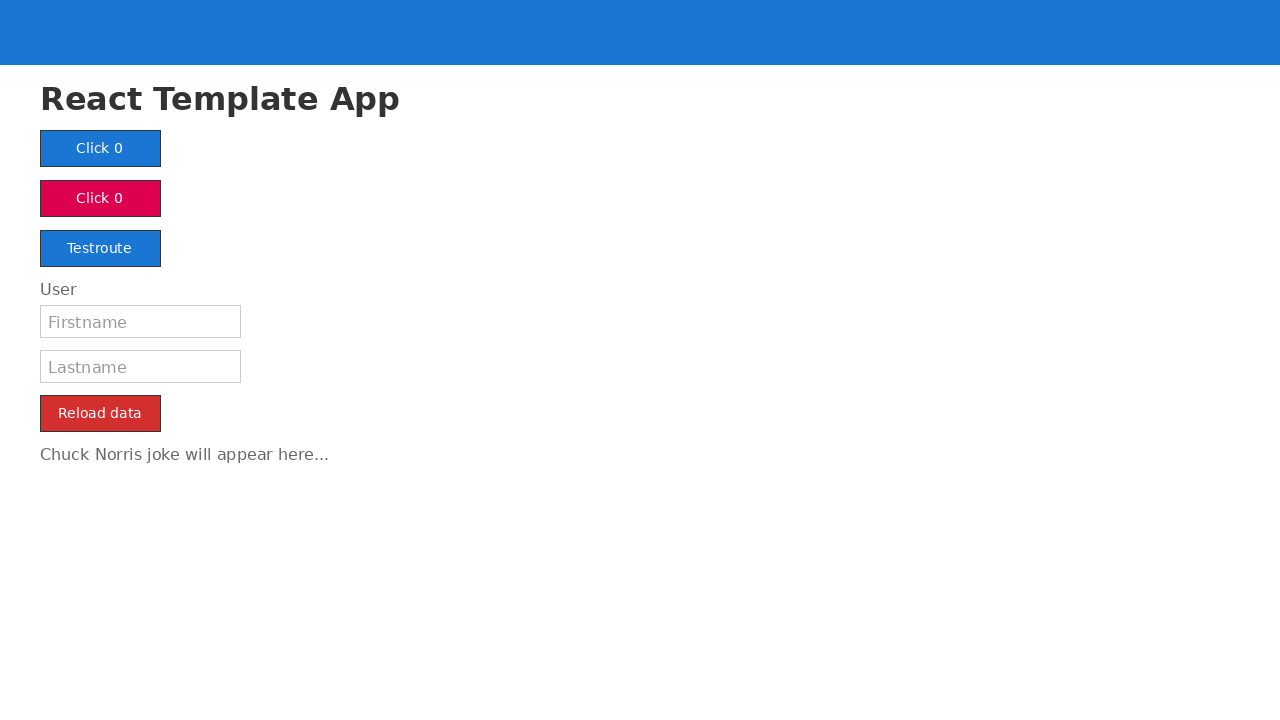 React Template App
Click 0
Click 0
Testroute
User
Firstname
Lastname
Reload data
Chuck Norris joke will appear here...